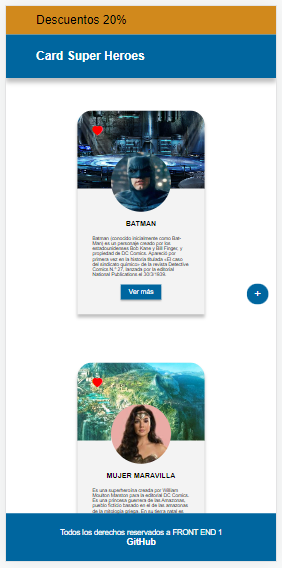 Descuentos 20%
Card Super Heroes
BATMAN
Batman (conocido inicialmente como Bat-
Man) es un personaje creado por los
estadounidenses Bob Kane y Bill Finger, y
propiedad de DC Comics. Apareció por
primera vez en la historia titulada «El caso
del sindicato químico» de la revista Detective
Comics N.º 27, lanzada por la editorial
National Publications el 30/3/1939.
Ver más
+
MUJER MARAVILLA
Es una superheroína creada por William
Moulton Marston para la editorial DC Comics.
Es una princesa guerrera de las Amazonas,
pueblo ficticio basado en el de las amazonas
de la mitología griega. En su tierra natal es
Todos los derechos reservados a FRONT END 1
GitHub